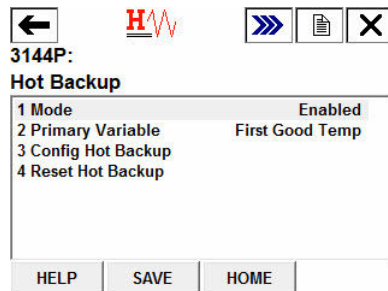 H
3144P:
Hot Backup
1 Mode Enabled
2 Primary Variable First Good Temp
3 Config Hot Backup
4 Reset Hot Backup
HELP SAVE HOME